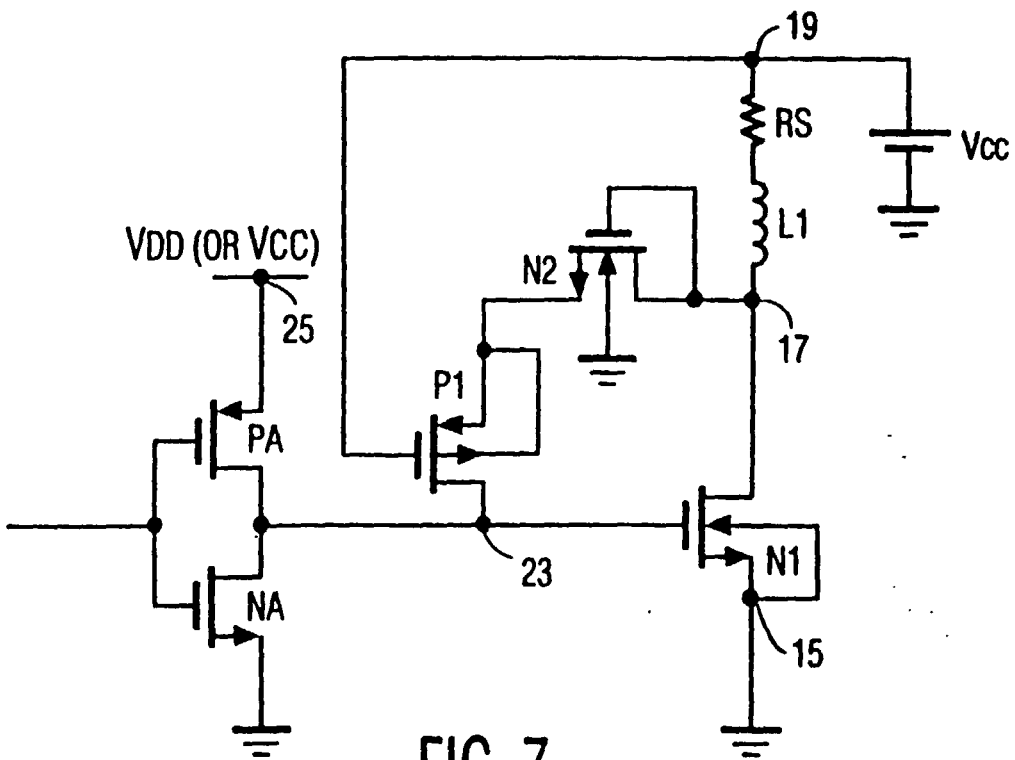 19
RS
VCC
L1
VDD (OR VCC)
N2
25
17
P1
PA
23
N1
NA
15
FIG. 7